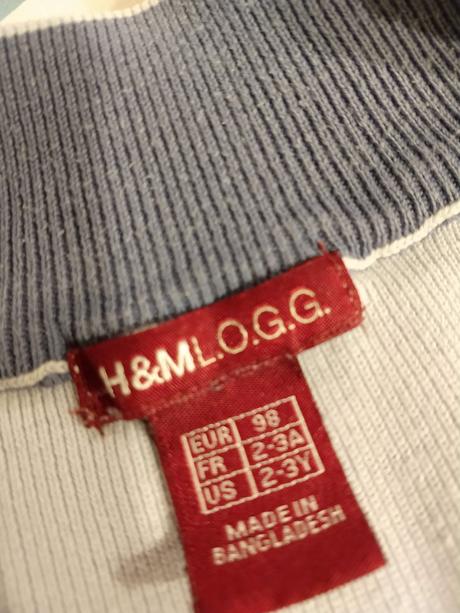 H&M L.O.G.G.
EUR 98
FR 2-3A
US 2-3Y
MADE IN
BANGLADESH